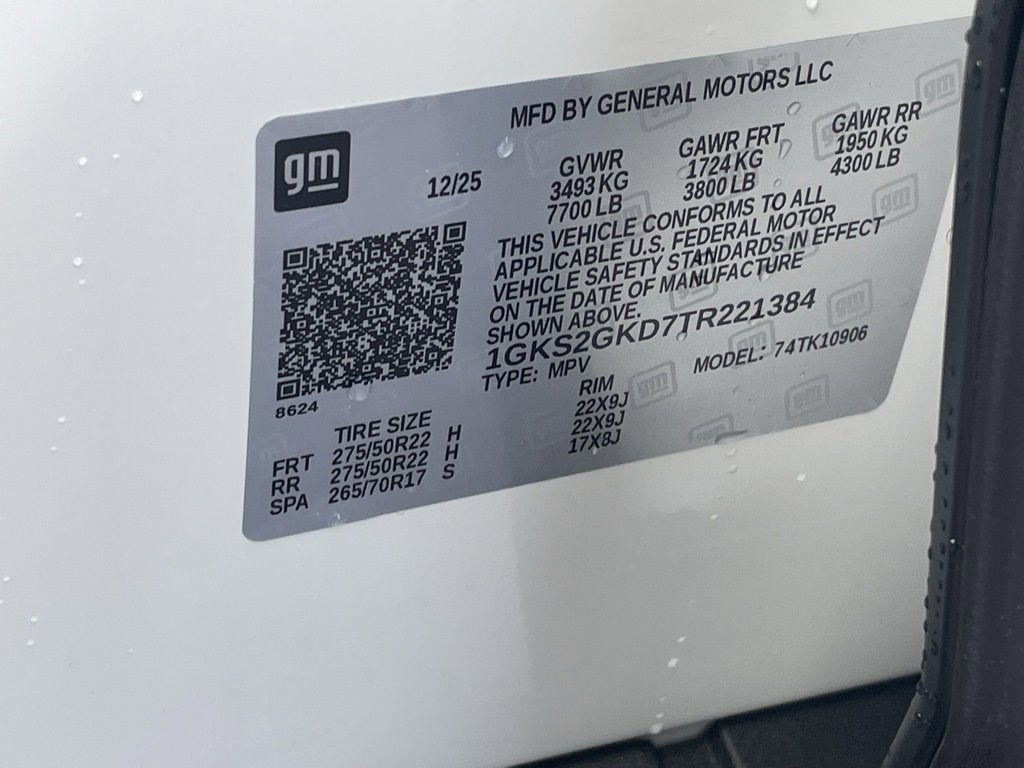 MFD BY GENERAL MOTORS LLC
gm
12/25
GVWR GAWR FRT GAWR RR
3493 KG 1724 KG 1950 KG
7700 LB 3800 LB 4300 LB
THIS VEHICLE CONFORMS TO ALL
APPLICABLE U.S. FEDERAL MOTOR
VEHICLE SAFETY STANDARDS IN EFFECT
ON THE DATE OF MANUFACTURE
SHOWN ABOVE.
1GKS2GKD7TR221384
TYPE: MPV MODEL: 74TK10906
8624
TIRE SIZE RIM
FRT 275/50R22 H 22X9J
RR 275/50R22 H 22X9J
SPA 265/70R17 S 17X8J